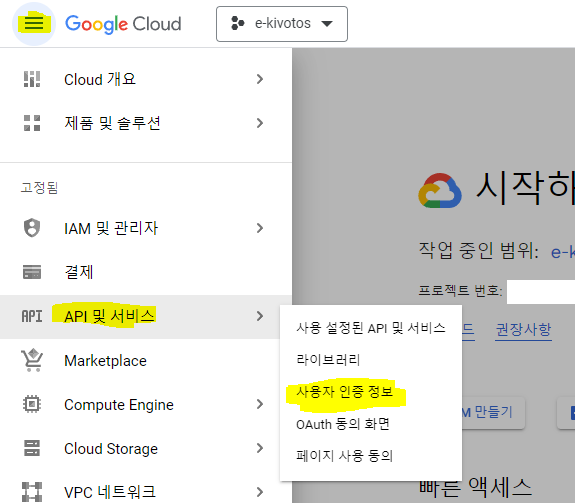 Google Cloud
e-kivotos
Cloud 개요
제품 및 솔루션
고정됨
IAM 및 관리자
결제
API API 및 서비스
Marketplace
Compute Engine
Cloud Storage
VPC 네트워크
사용 설정된 API 및 서비스
라이브러리
사용자 인증 정보
OAuth 동의 화면
페이지 사용 동의
시작하
작업 중인 범위: e-k
프로젝트 번호:
드 권장사항
M 만들기
빠른 액세스